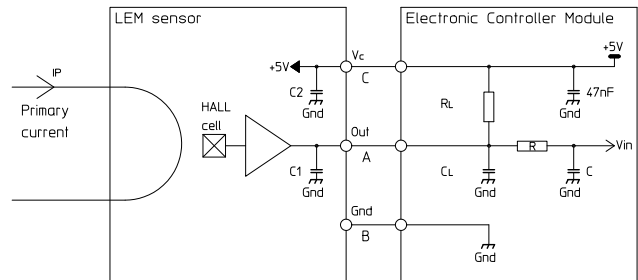 LEM sensor
Electronic Controller Module
IP
Primary
current
HALL
cell
+5V
Vc
C
C2
Gnd
Out
A
C1
Gnd
Gnd
B
+5V
RL
47nF
Gnd
R
Vin
CL
Gnd
C
Gnd
Gnd